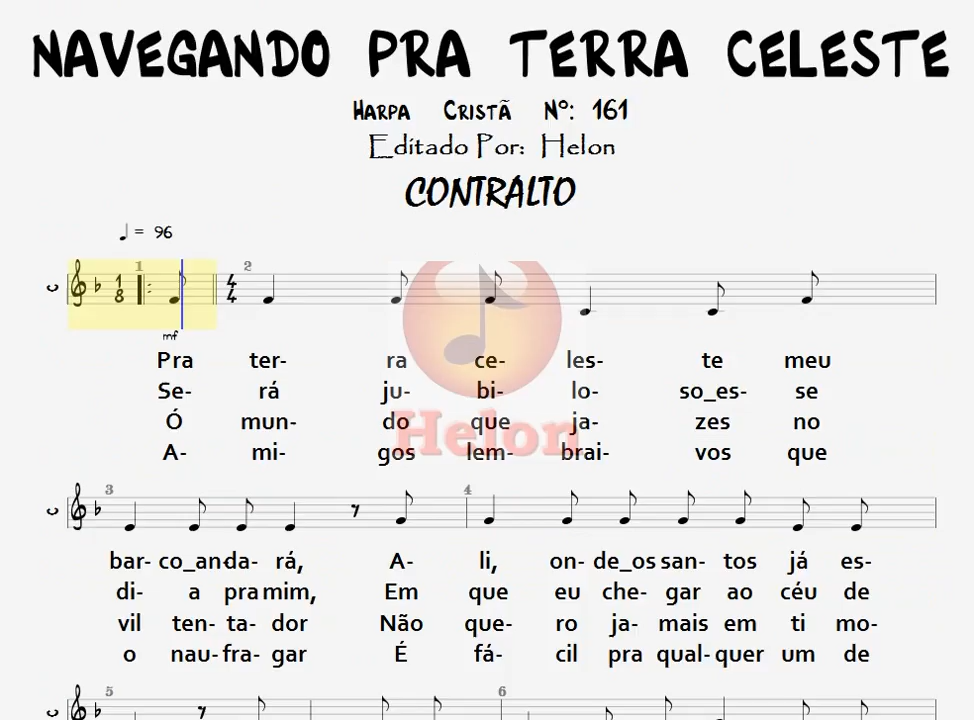 NAVEGANDO PRA TERRA CELESTE
Harpa Cristã Nº: 161
Editado Por: Helon
CONTRALTO
= 96
1
2
C
1
8
4
4
mf
Pra ter- ra ce- les- te meu
Se- rá ju- bi- lo- so_es- se
Ó mun- do que ja- zes no
A- mi- gos lem- brai- vos que
Helon
3
4
C
bar- co_an- da- rá, A- li, on- de_os san- tos já es-
di- a pra mim, Em que eu che- gar ao céu de
vil ten- ta- dor Não que- ro ja- mais em ti mo-
o nau- fra- gar É fá- cil pra qual- quer um de
5
6
C